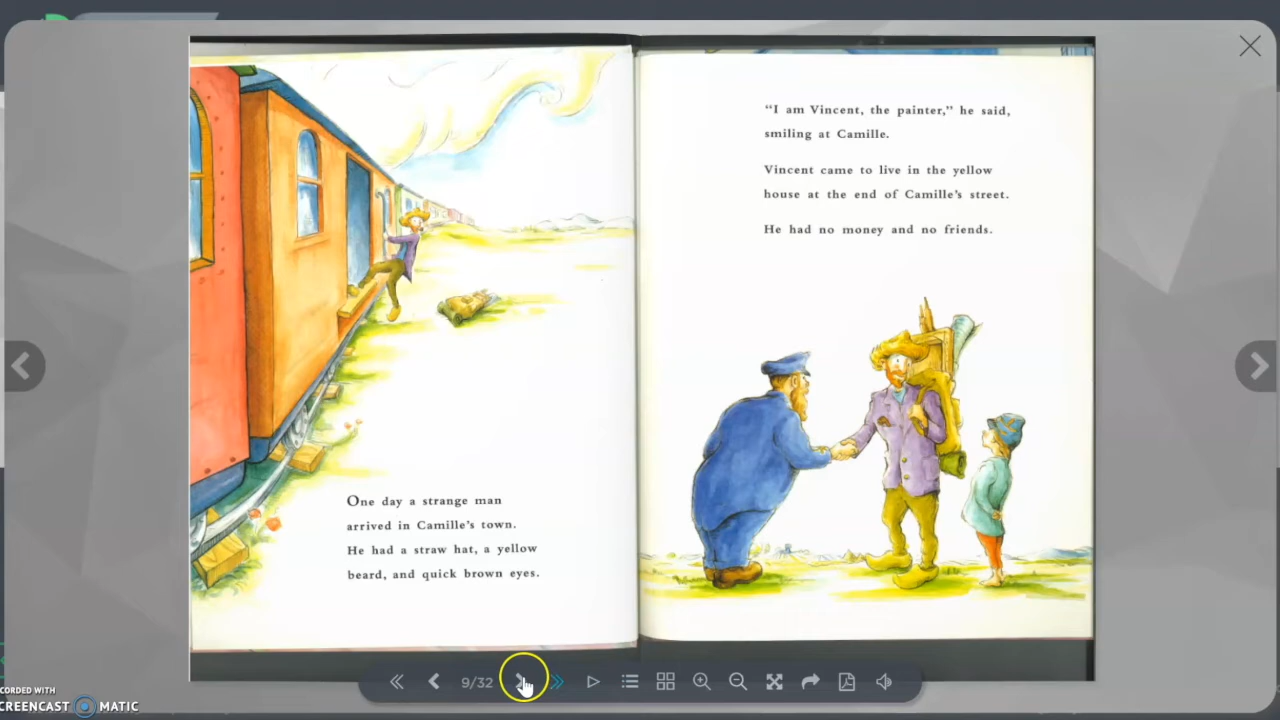 One day a strange man
arrived in Camille's town.
He had a straw hat, a yellow
beard, and quick brown eyes.
"I am Vincent, the painter," he said,
smiling at Camille.
Vincent came to live in the yellow
house at the end of Camille's street.
He had no money and no friends.
9/32
CORDED WITH
CREENCAST MATIC